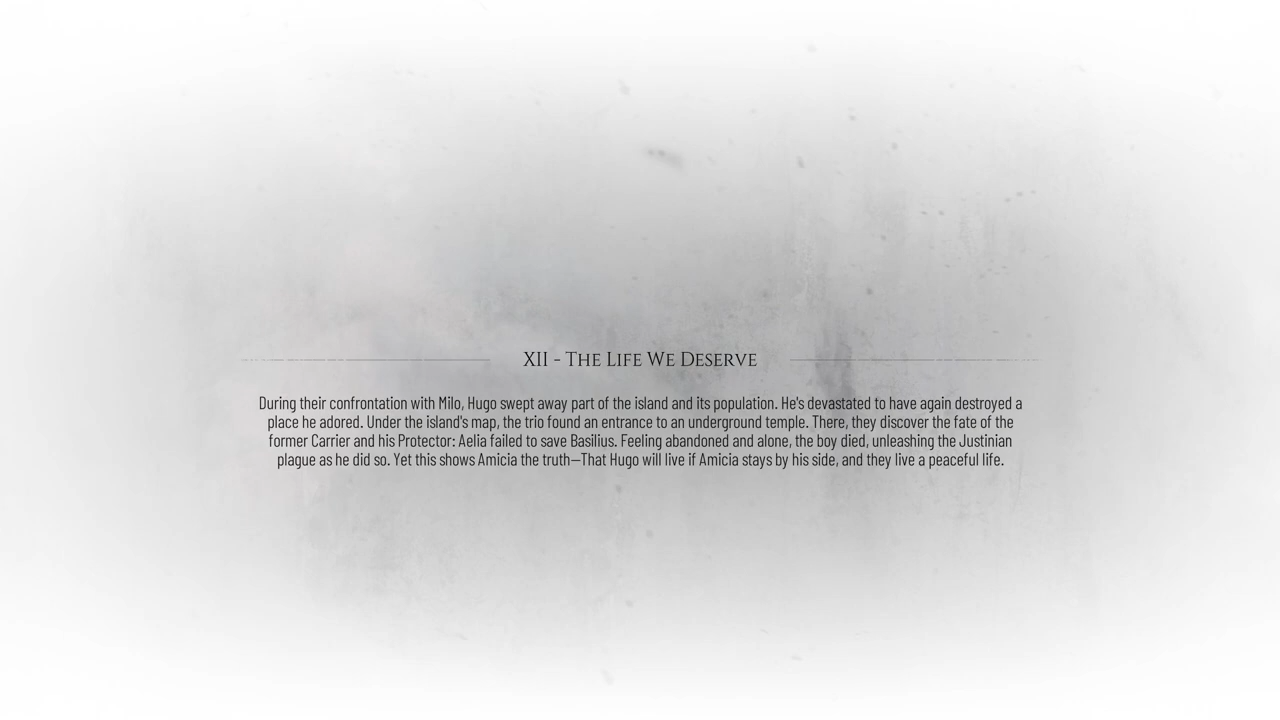 XII - The Life We Deserve
During their confrontation with Milo, Hugo swept away part of the island and its population. He's devastated to have again destroyed a
place he adored. Under the island's map, the trio found an entrance to an underground temple. There, they discover the fate of the
former Carrier and his Protector: Aelia failed to save Basilius. Feeling abandoned and alone, the boy died, unleashing the Justinian
plague as he did so. Yet this shows Amicia the truth—That Hugo will live if Amicia stays by his side, and they live a peaceful life.